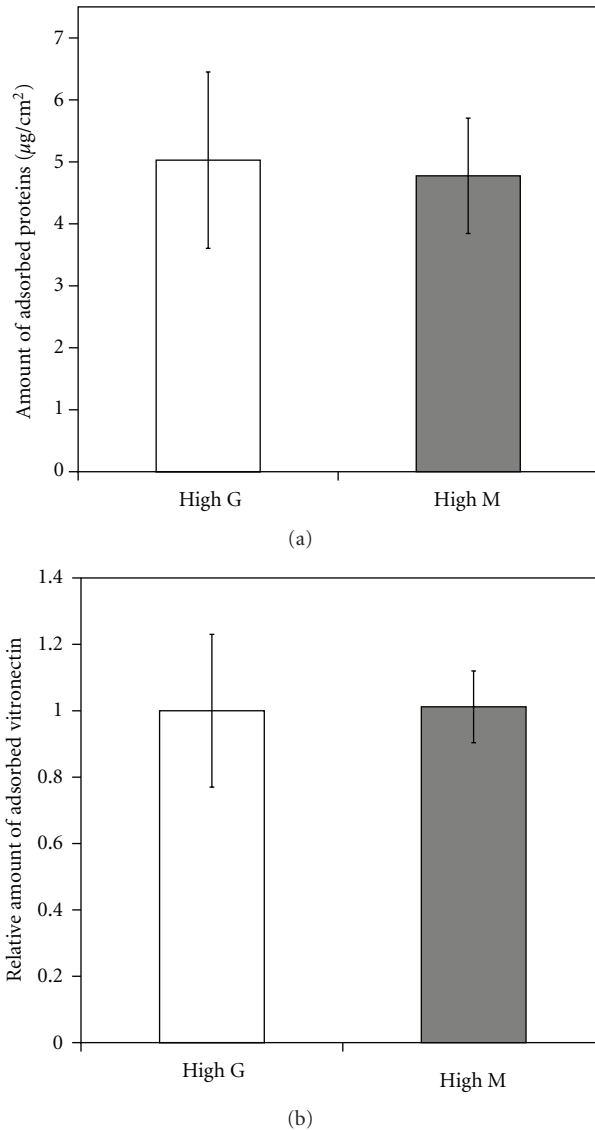 Amount of adsorbed proteins (μg/cm²)
7
6
5
4
3
2
1
0
High G
High M
(a)
Relative amount of adsorbed vitronectin
1.4
1.2
1
0.8
0.6
0.4
0.2
0
High G
High M
(b)